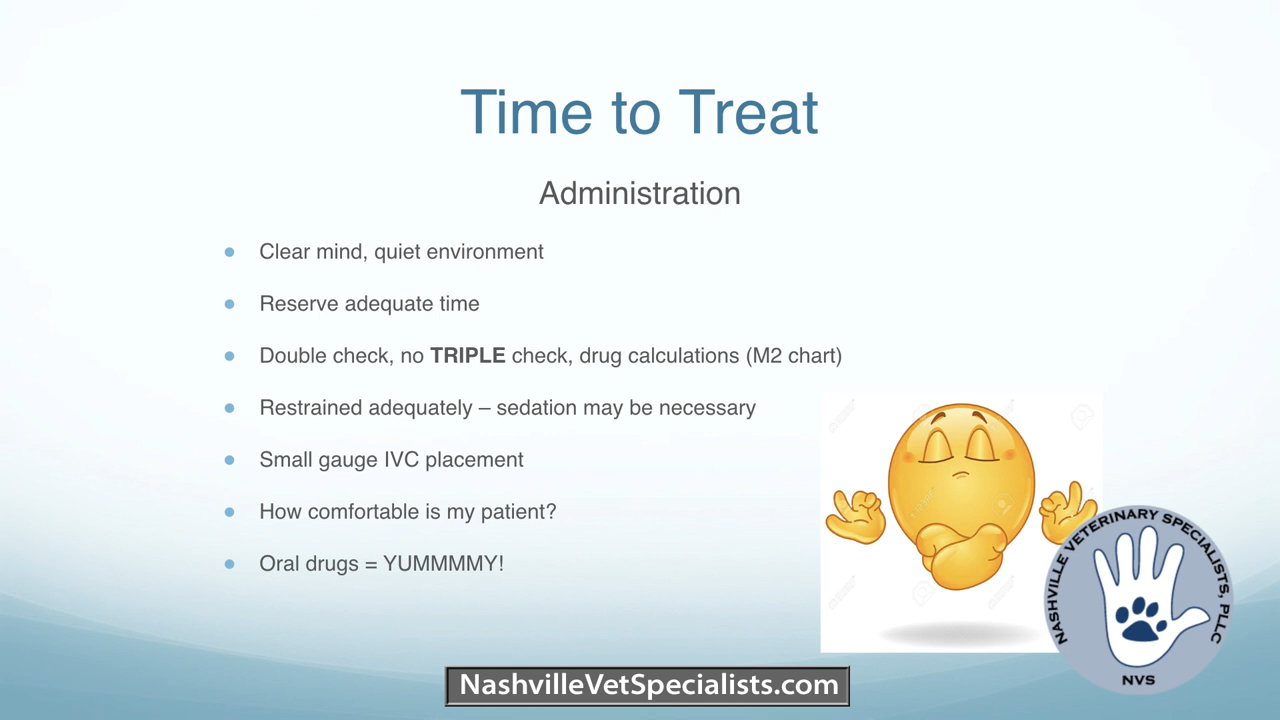 Time to Treat
Administration
Clear mind, quiet environment
Reserve adequate time
Double check, no TRIPLE check, drug calculations (M2 chart)
Restrained adequately – sedation may be necessary
Small gauge IVC placement
How comfortable is my patient?
Oral drugs = YUMMMMY!
NASHVILLE VETERINARY SPECIALISTS, PLLC
NVS
NashvilleVetSpecialists.com